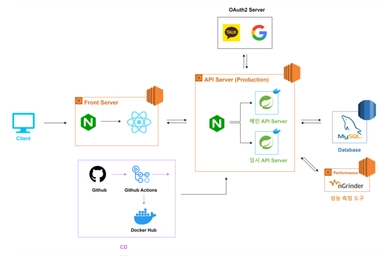 OAuth2 Server
TALK
API Server (Production)
Front Server
메인 API Server
임시 API Server
Client
MySQL
Database
Github
Github Actions
Docker Hub
CD
Performance
nGrinder
성능 측정 도구